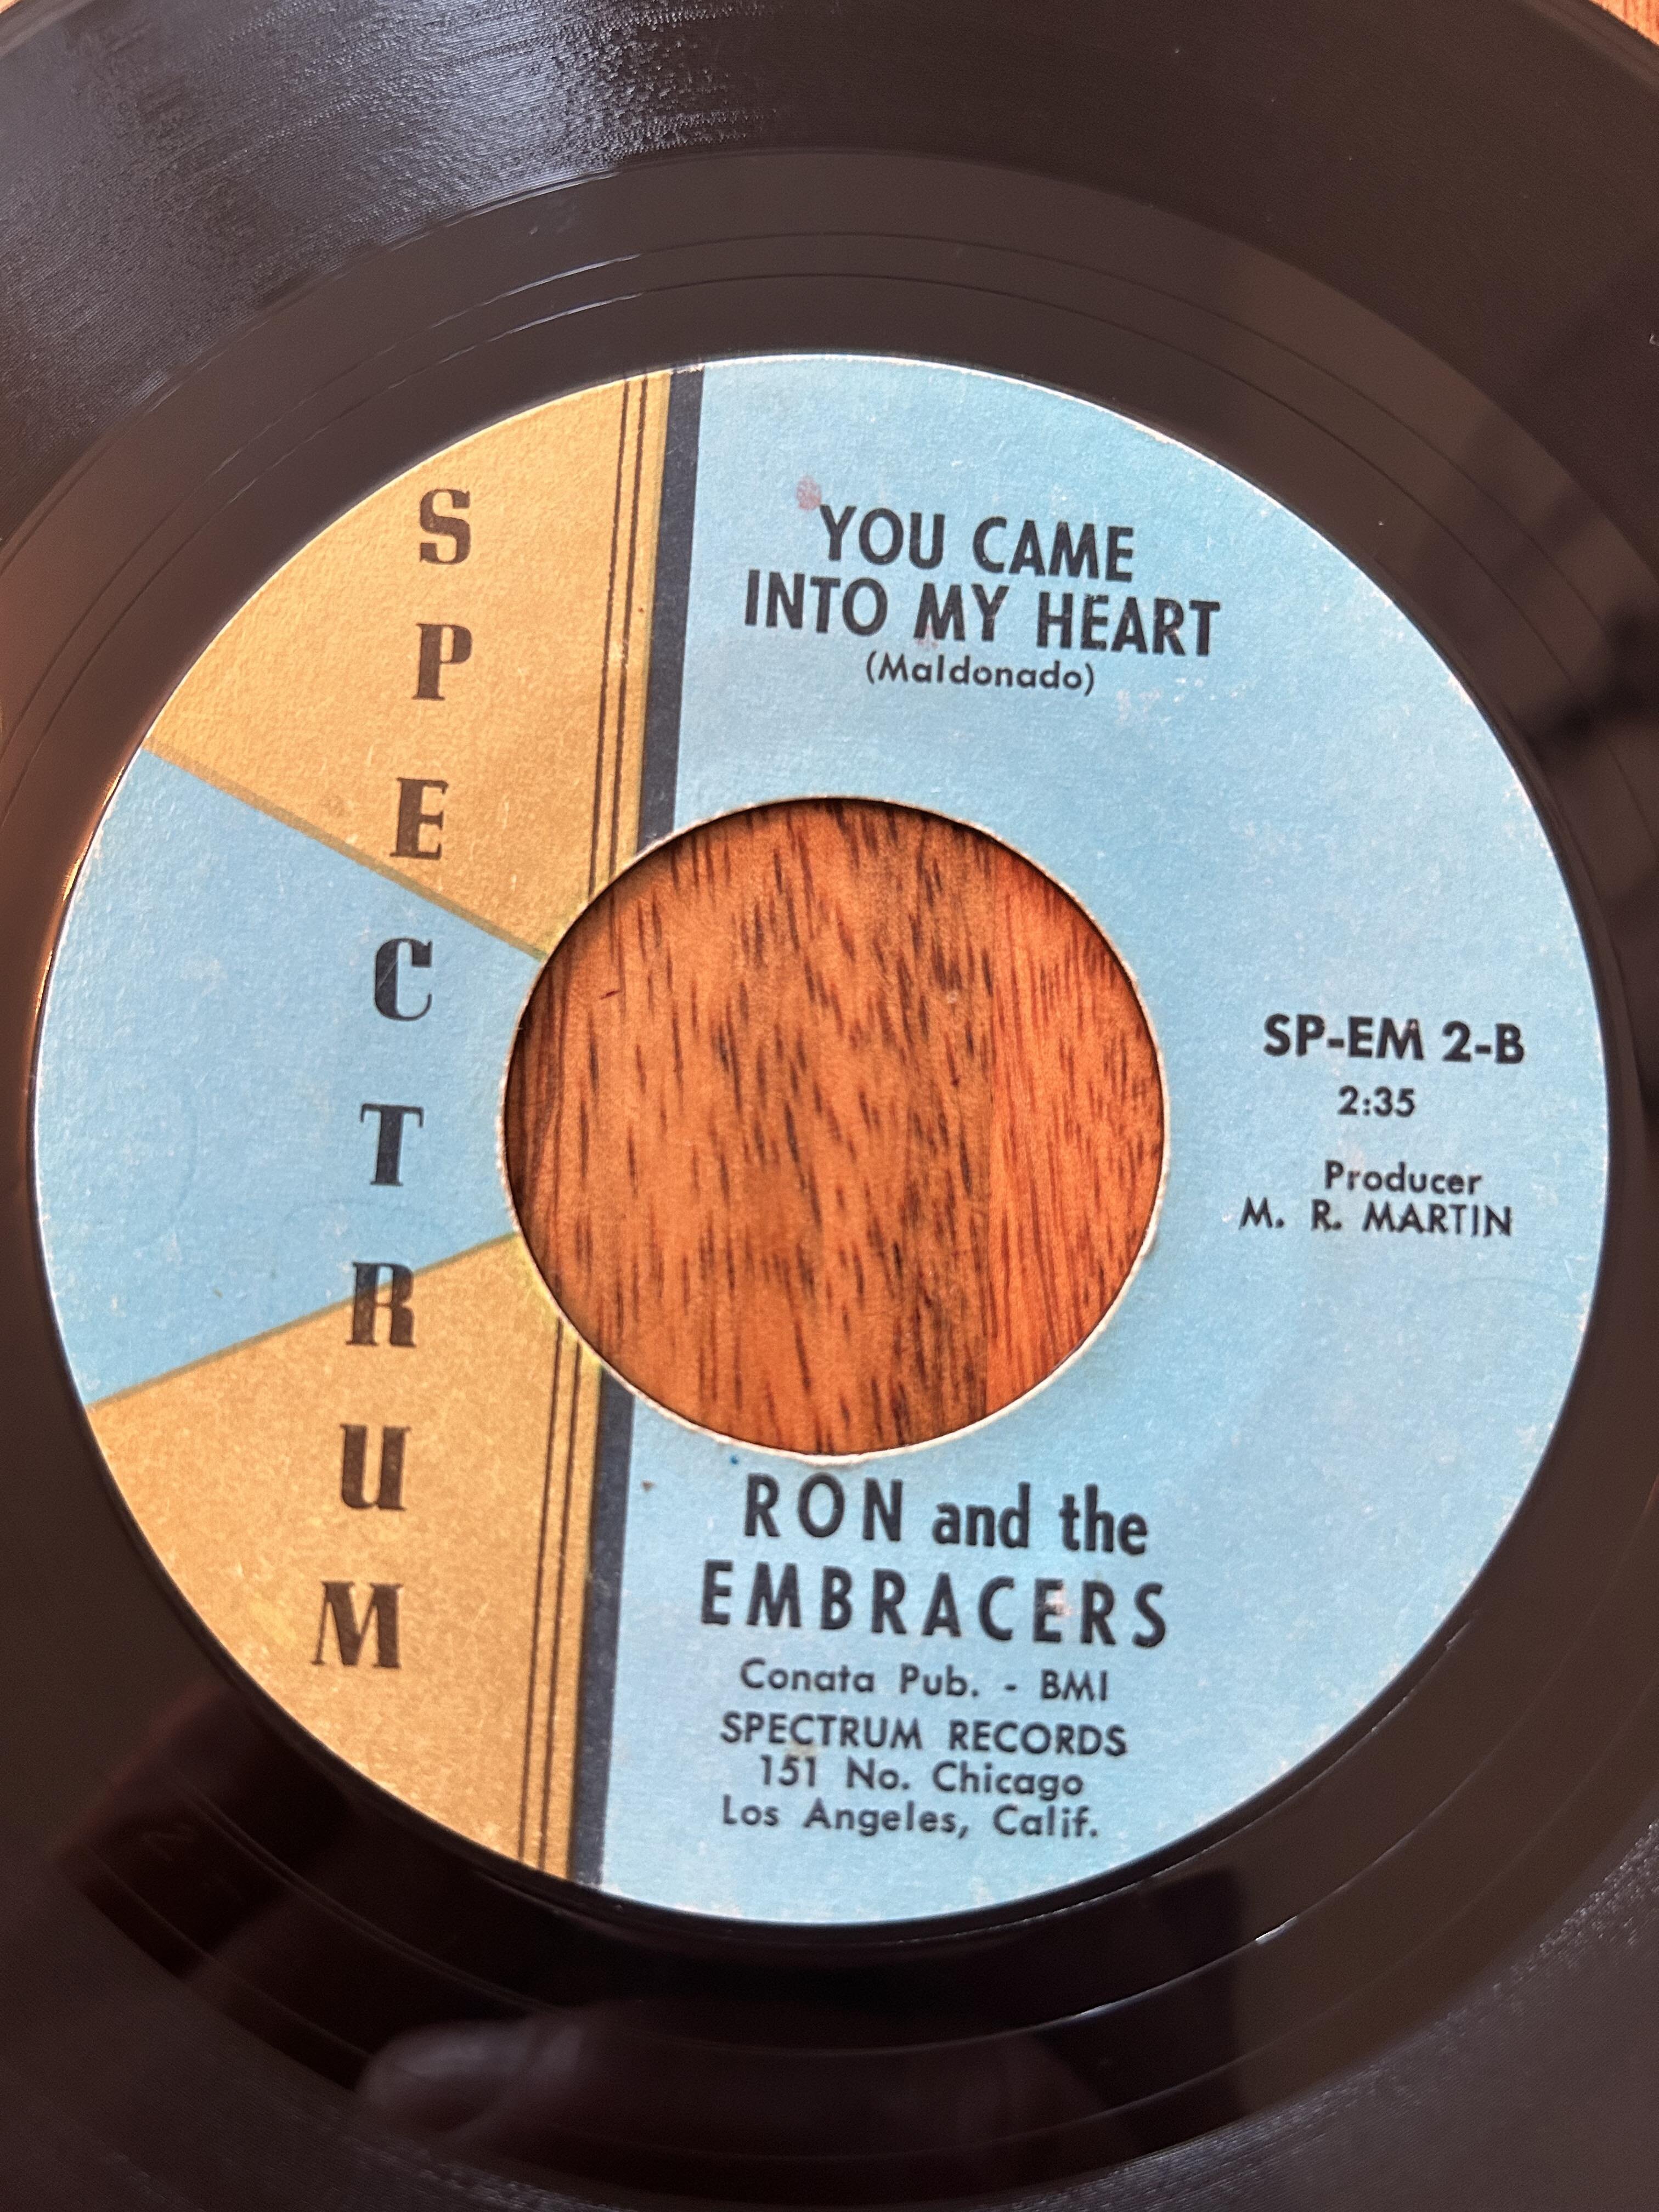 SPECTRUM
YOU CAME
INTO MY HEART
(Maldonado)
SP-EM 2-B
2:35
Producer
M. R. MARTIN
RON and the
EMBRACERS
Conata Pub. - BMI
SPECTRUM RECORDS
151 No. Chicago
Los Angeles, Calif.